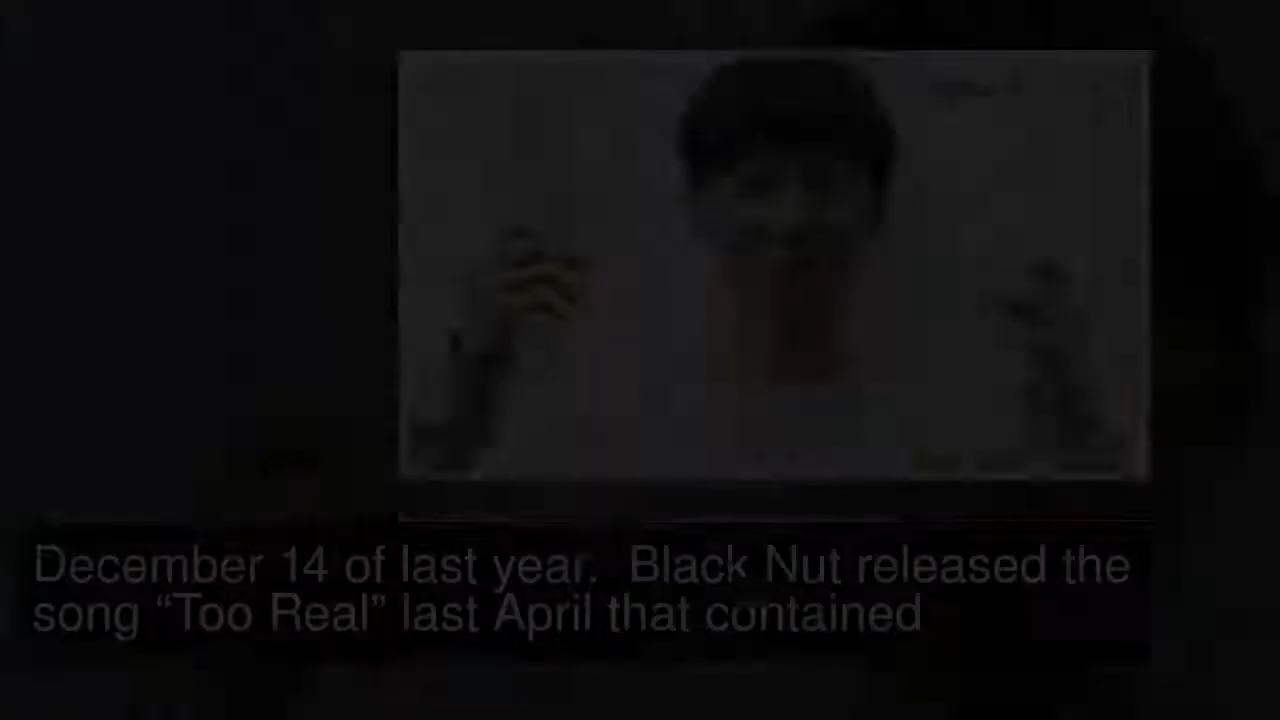 December 14 of last year.  Black Nut released the
song “Too Real” last April that contained